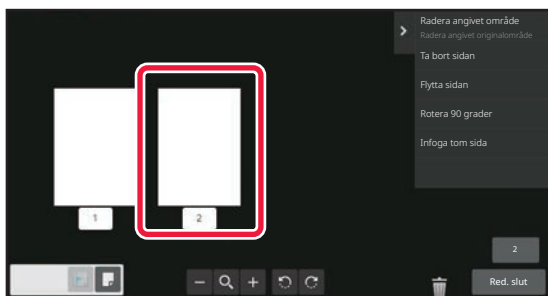 Radera angivet område
Radera angivet originalområde
Ta bort sidan
Flytta sidan
Rotera 90 grader
Infoga tom sida
1
2
2
Red. slut